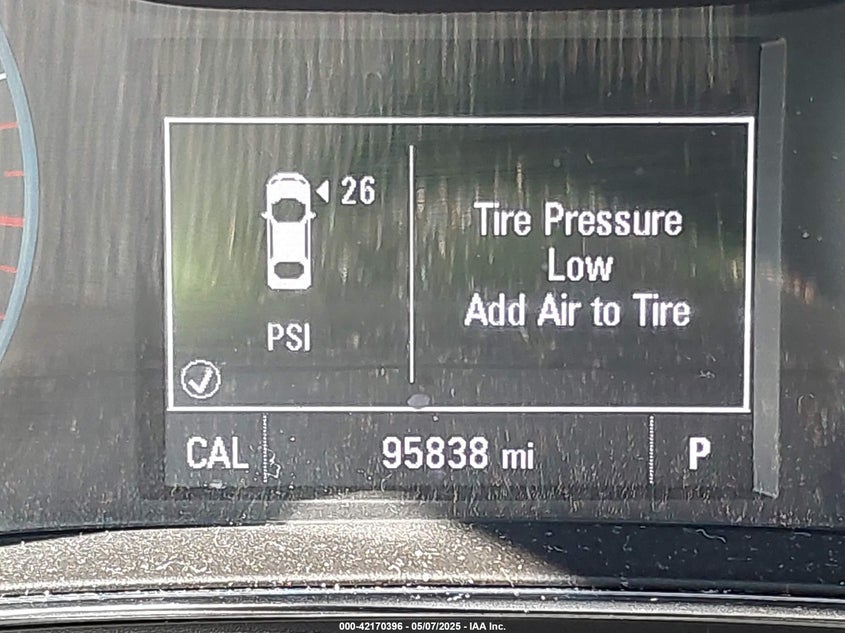 26
PSI
Tire Pressure
Low
Add Air to Tire
CAL 95838 mi P
000-42170396 - 05/07/2025 - IAA Inc.